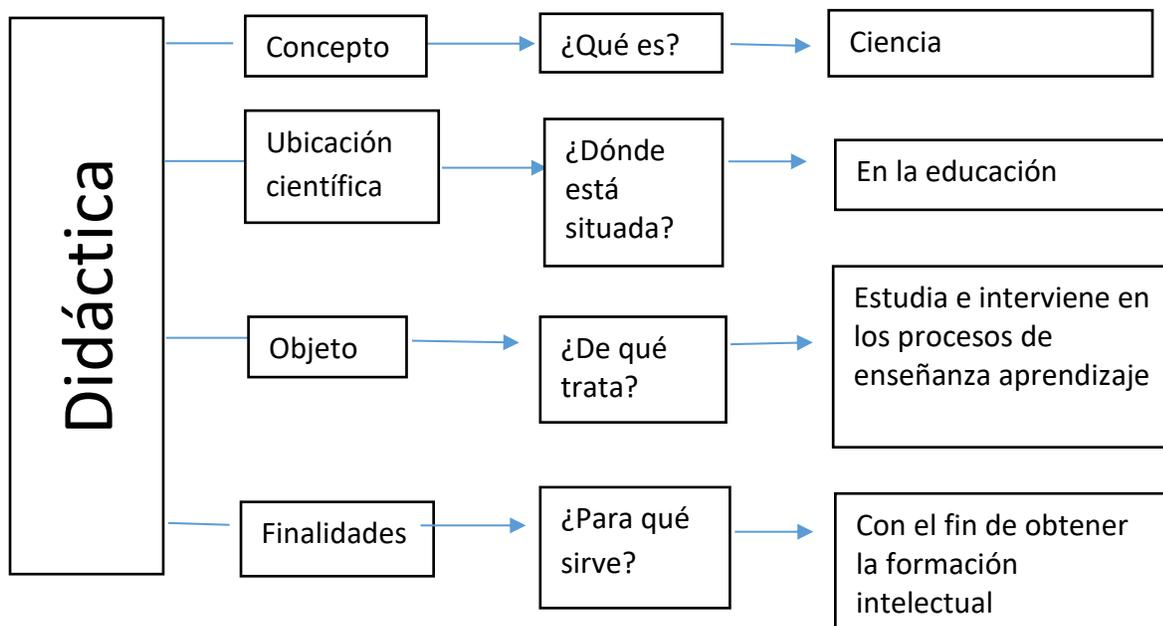 Didáctica
Concepto
¿Qué es?
Ciencia
Ubicación
científica
¿Dónde
está
situada?
En la educación
Objeto
¿De qué
trata?
Estudia e interviene en
los procesos de
enseñanza aprendizaje
Finalidades
¿Para qué
sirve?
Con el fin de obtener
la formación
intelectual